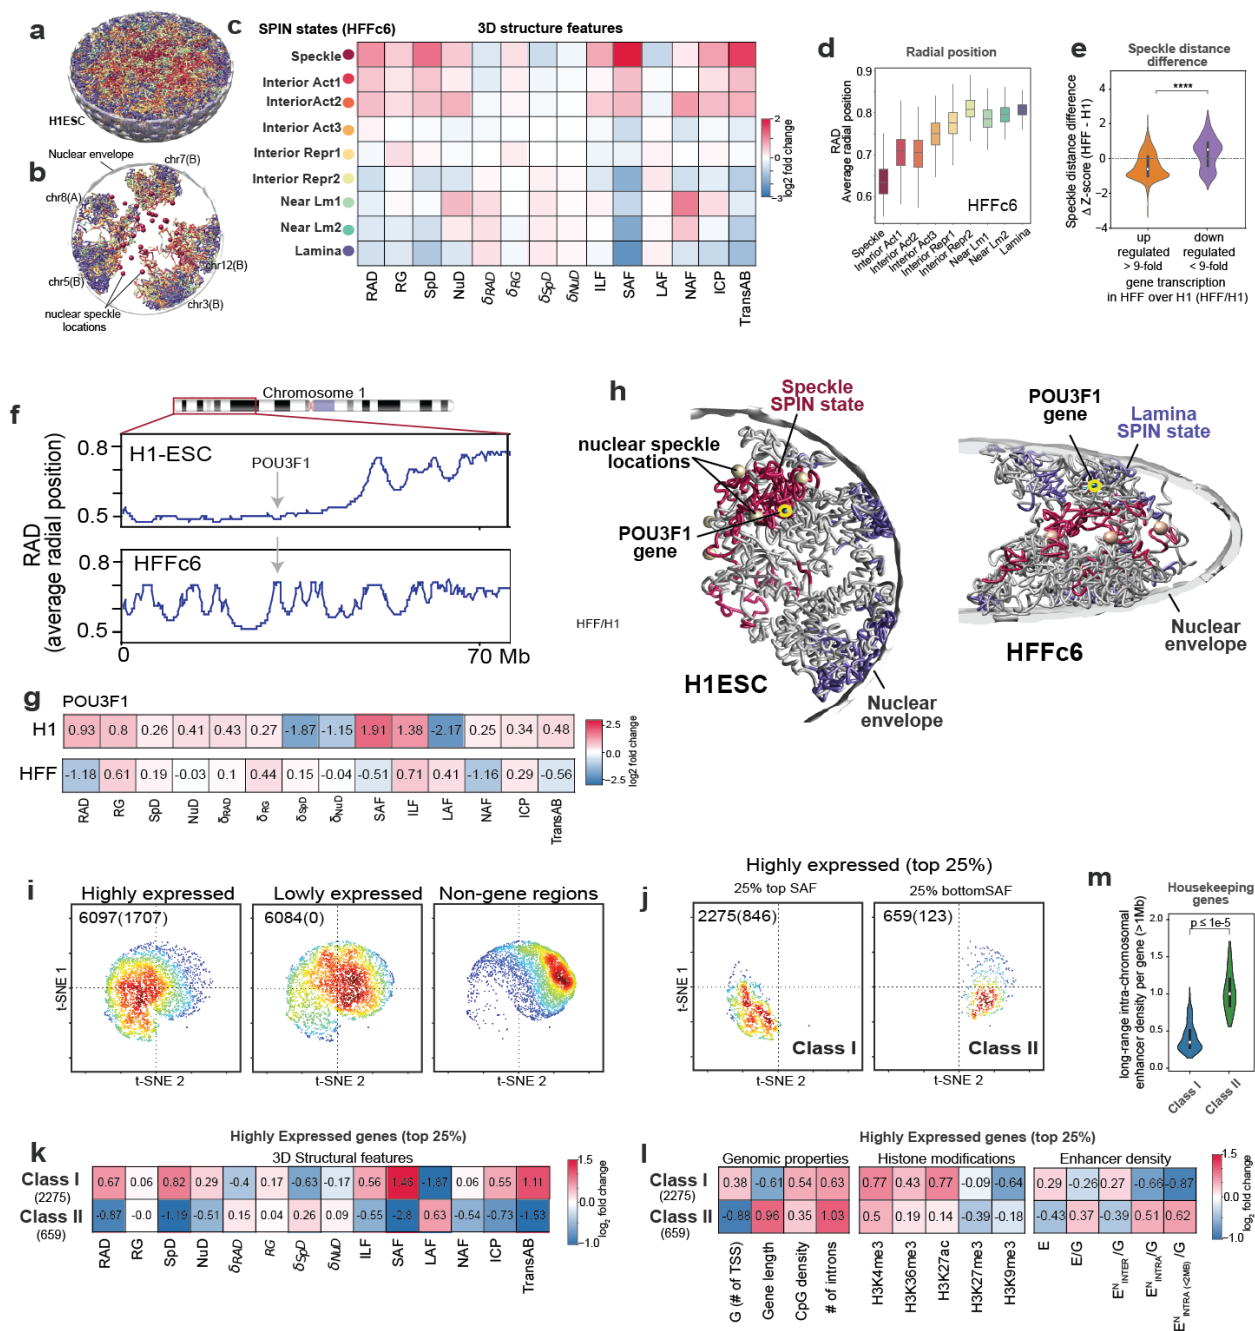 a
H1ESC
Nuclear envelope
b
chr7(B)
chr8(A)
chr12(B)
chr5(B)
chr3(B)
nuclear speckle
locations
c
SPIN states (HFFc6)
3D structure features
Speckle
Interior Act1
InteriorAct2
Interior Act3
Interior Repr1
Interior Repr2
Near Lm1
Near Lm2
Lamina
RAD
RG
SpD
NuD
δRAD
δRG
δSpD
δNuD
ILF
SAF
LAF
NAF
ICP
TransAB
2
0
−3
log2 fold change
d
Radial position
0.9
0.8
0.7
0.6
RAD
Average radial position
HFFc6
Speckle
Interior Act1
Interior Act2
Interior Act3
Interior Repr1
Interior Repr2
Near Lm1
Near Lm2
Lamina
e
Speckle distance
difference
****
4
2
0
−2
−4
Speckle distance difference
Δ Z-score (HFF - H1)
up
regulated
> 9-fold
down
regulated
< 9-fold
gene transcription
in HFF over H1 (HFF/H1)
f
Chromosome 1
0.8
H1-ESC
POU3F1
0.5
0.8
HFFc6
0.5
RAD
(average radial position)
0
70 Mb
HFF/H1
g
POU3F1
H1
0.93 0.8 0.26 0.41 0.43 0.27 -1.87 -1.15 1.91 1.38 -2.17 0.25 0.34 0.48
HFF
-1.18 0.61 0.19 -0.03 0.1 0.44 0.15 -0.04 -0.51 0.71 0.41 -1.16 0.29 -0.56
RAD
RG
SpD
NuD
δRAD
δRG
δSpD
δNuD
SAF
ILF
LAF
NAF
ICP
TransAB
2.5
0.0
−2.5
log2 fold change
h
Speckle
SPIN state
nuclear speckle
locations
POU3F1
gene
H1ESC
Nuclear
envelope
POU3F1
gene
Lamina
SPIN state
HFFc6
Nuclear
envelope
i
Highly expressed
Lowly expressed
Non-gene regions
6097(1707)
6084(0)
t-SNE 1
t-SNE 2
t-SNE 2
t-SNE 2
j
Highly expressed (top 25%)
25% top SAF
25% bottomSAF
2275(846)
659(123)
t-SNE 1
Class I
Class II
t-SNE 2
t-SNE 2
m
Housekeeping
genes
p ≤ 1e-5
2.0
1.5
1.0
0.5
0.0
long-range intra-chromosomal
enhancer density per gene (>1Mb)
Class I
Class II
k
Highly Expressed genes (top 25%)
3D Structural features
Class I
(2275)
0.67 0.06 0.82 0.29 -0.4 0.17 -0.63 -0.17 0.56 1.46 -1.87 0.06 0.55 1.11
Class II
(659)
-0.87 -0.0 -1.19 -0.51 0.15 0.04 0.26 0.09 -0.55 -2.8 0.63 -0.54 -0.73 -1.53
RAD
RG
SpD
NuD
δRAD
RG
δSpD
δNuD
ILF
SAF
LAF
NAF
ICP
TransAB
1.5
0.0
−1.0
log2 fold change
l
Highly Expressed genes (top 25%)
Genomic properties
Histone modifications
Enhancer density
Class I
(2275)
0.38 -0.61 0.54 0.63 0.77 0.43 0.77 -0.09 -0.64 0.29 -0.26 0.27 -0.66 -0.87
Class II
(659)
-0.88 0.96 0.35 1.03 0.5 0.19 0.14 -0.39 -0.18 -0.43 0.37 -0.39 0.51 0.62
G (# of TSS)
Gene length
CpG density
# of introns
H3K4me3
H3K36me3
H3K27ac
H3K27me3
H3K9me3
E
E/G
E^N INTER/G
E^N INTRA/G
E^N INTRA (<2MB)/G
1.5
0.0
−1.0
log2 fold change